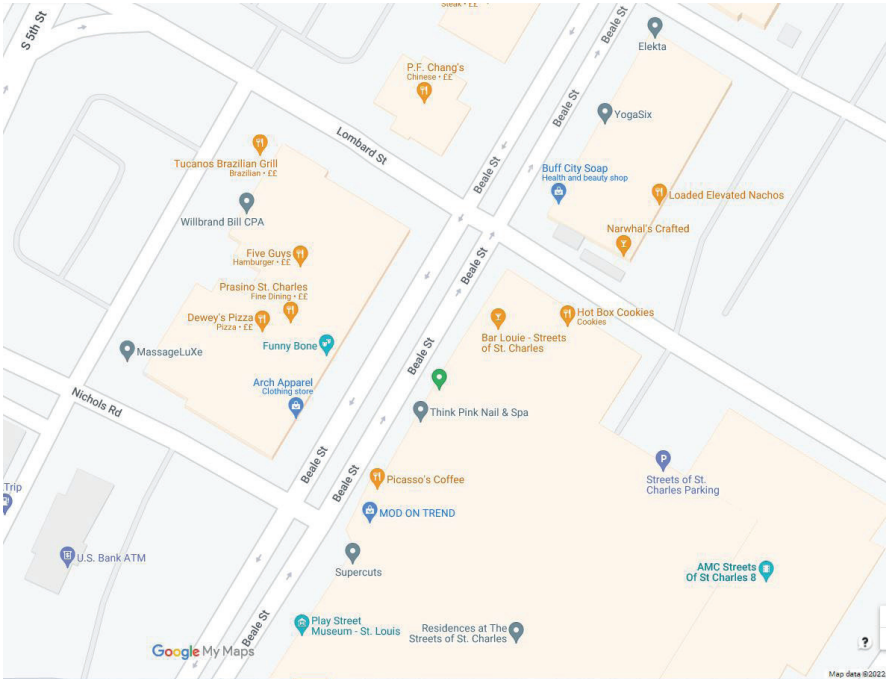 Steak • ££
S 5th St
Beale St
Elekta
P.F. Chang's
Chinese • ££
Beale St
YogaSix
Lombard St
Tucanos Brazilian Grill
Brazilian • ££
Beale St
Buff City Soap
Health and beauty shop
Loaded Elevated Nachos
Willbrand Bill CPA
Narwhal's Crafted
Five Guys
Hamburger • ££
Beale St
Prasino St. Charles
Fine Dining • ££
Dewey's Pizza
Pizza • ££
Hot Box Cookies
Cookies
Bar Louie - Streets
of St. Charles
Funny Bone
MassageLuXe
Beale St
Arch Apparel
Clothing store
Nichols Rd
Think Pink Nail & Spa
Beale St
Beale St
Picasso's Coffee
Streets of St.
Charles Parking
Trip
MOD ON TREND
U.S. Bank ATM
Supercuts
AMC Streets
Of St Charles 8
Beale St
Play Street
Museum - St. Louis
Residences at The
Streets of St. Charles
Google My Maps
?
Map data ©2022